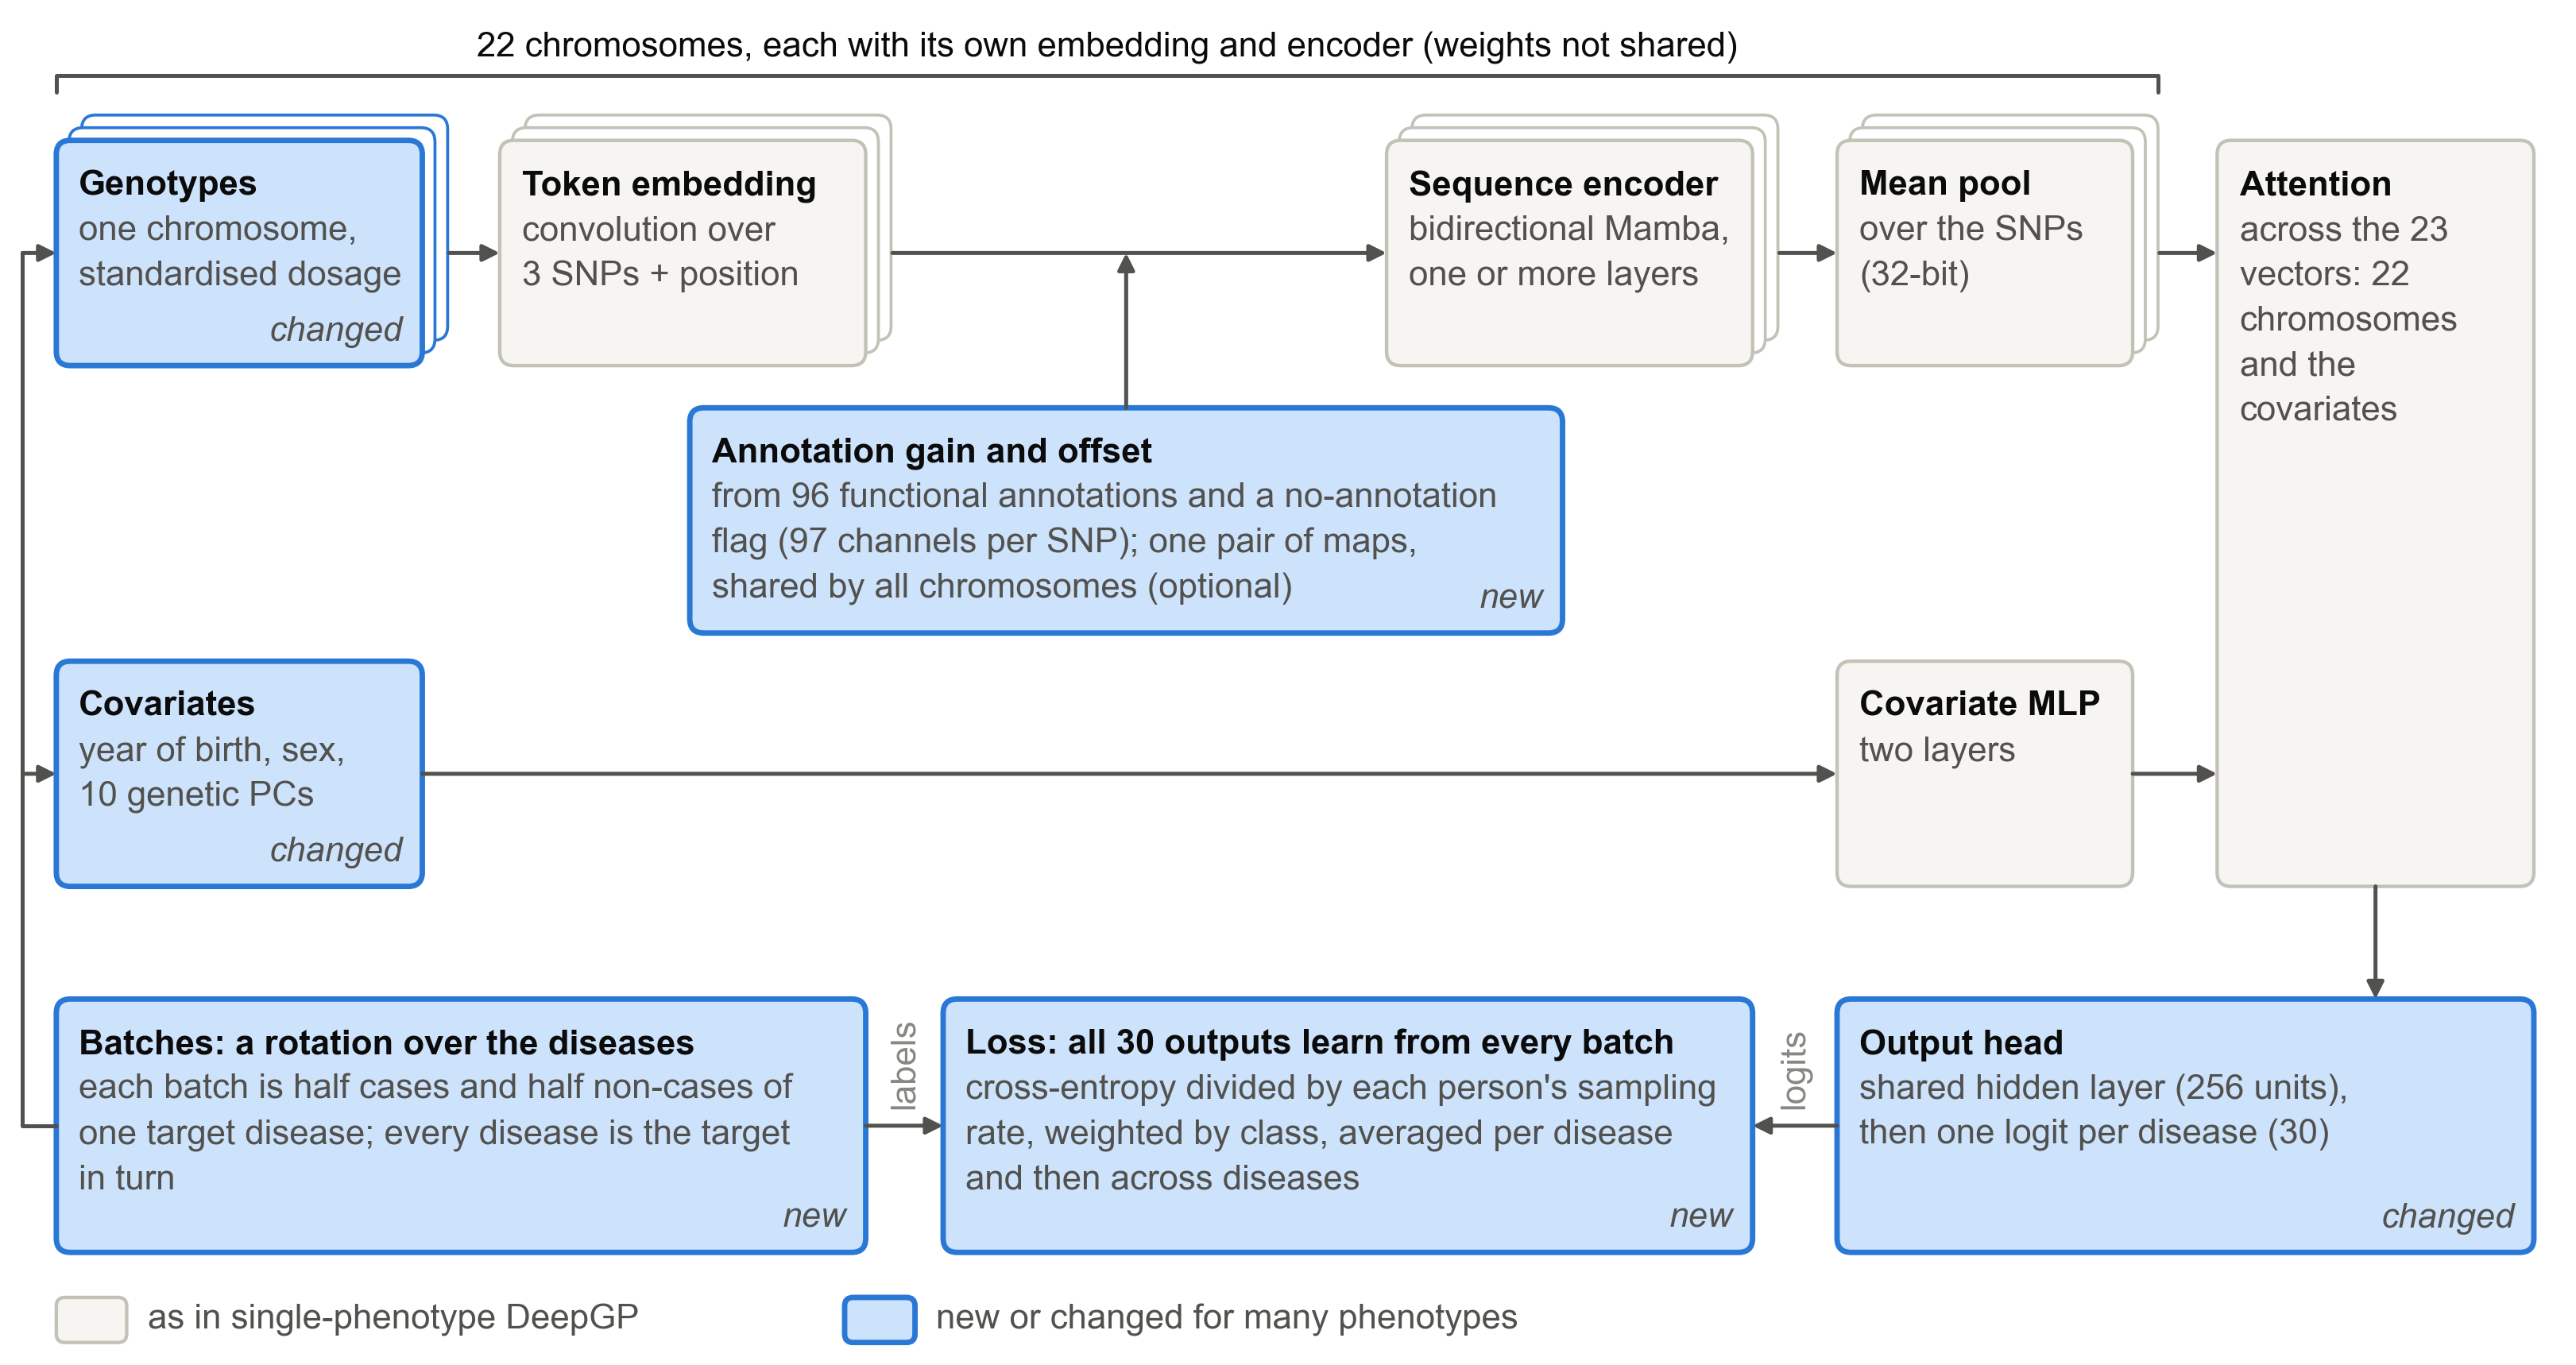 22 chromosomes, each with its own embedding and encoder (weights not shared)
Genotypes
one chromosome,
standardised dosage
changed
Token embedding
convolution over
3 SNPs + position
Sequence encoder
bidirectional Mamba,
one or more layers
Mean pool
over the SNPs
(32-bit)
Attention
across the 23
vectors: 22
chromosomes
and the
covariates
Annotation gain and offset
from 96 functional annotations and a no-annotation
flag (97 channels per SNP); one pair of maps,
shared by all chromosomes (optional)
new
Covariates
year of birth, sex,
10 genetic PCs
changed
Covariate MLP
two layers
Batches: a rotation over the diseases
each batch is half cases and half non-cases of
one target disease; every disease is the target
in turn
new
labels
Loss: all 30 outputs learn from every batch
cross-entropy divided by each person's sampling
rate, weighted by class, averaged per disease
and then across diseases
new
logits
Output head
shared hidden layer (256 units),
then one logit per disease (30)
changed
as in single-phenotype DeepGP
new or changed for many phenotypes